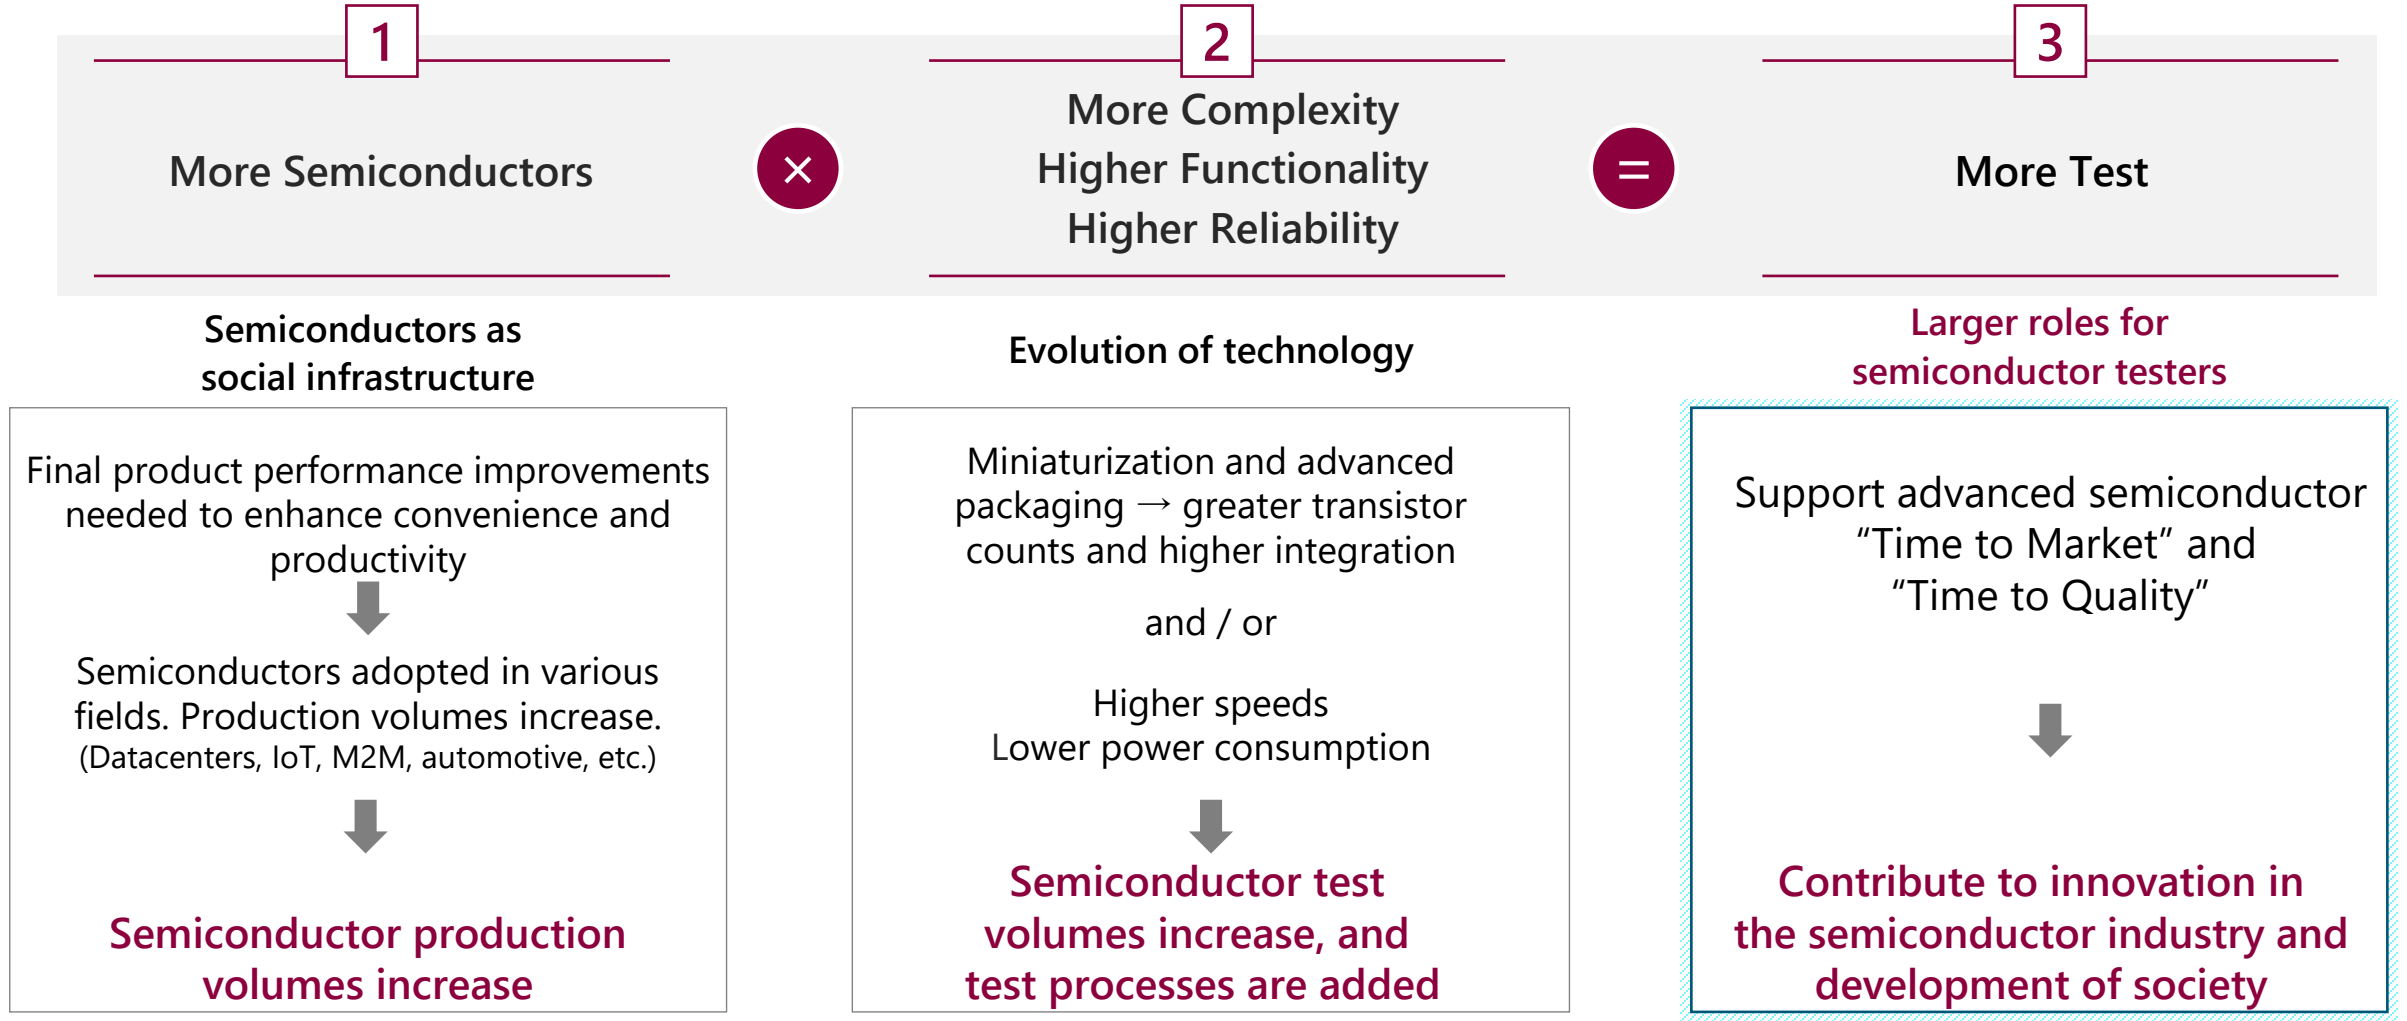 1
More Semiconductors
×
2
More Complexity
Higher Functionality
Higher Reliability
=
3
More Test
Semiconductors as
social infrastructure
Final product performance improvements
needed to enhance convenience and
productivity
Semiconductors adopted in various
fields. Production volumes increase.
(Datacenters, IoT, M2M, automotive, etc.)
Semiconductor production
volumes increase
Evolution of technology
Miniaturization and advanced
packaging → greater transistor
counts and higher integration
and / or
Higher speeds
Lower power consumption
Semiconductor test
volumes increase, and
test processes are added
Larger roles for
semiconductor testers
Support advanced semiconductor
“Time to Market” and
“Time to Quality”
Contribute to innovation in
the semiconductor industry and
development of society